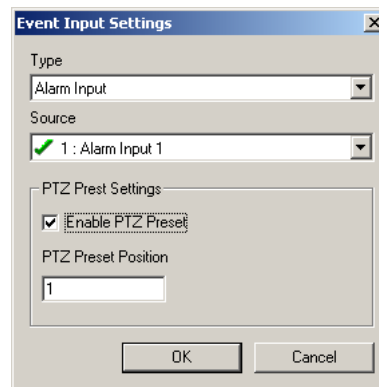 Event Input Settings
Type
Alarm Input
Source
1 : Alarm Input 1
PTZ Prest Settings
Enable PTZ Preset
PTZ Preset Position
1
OK Cancel